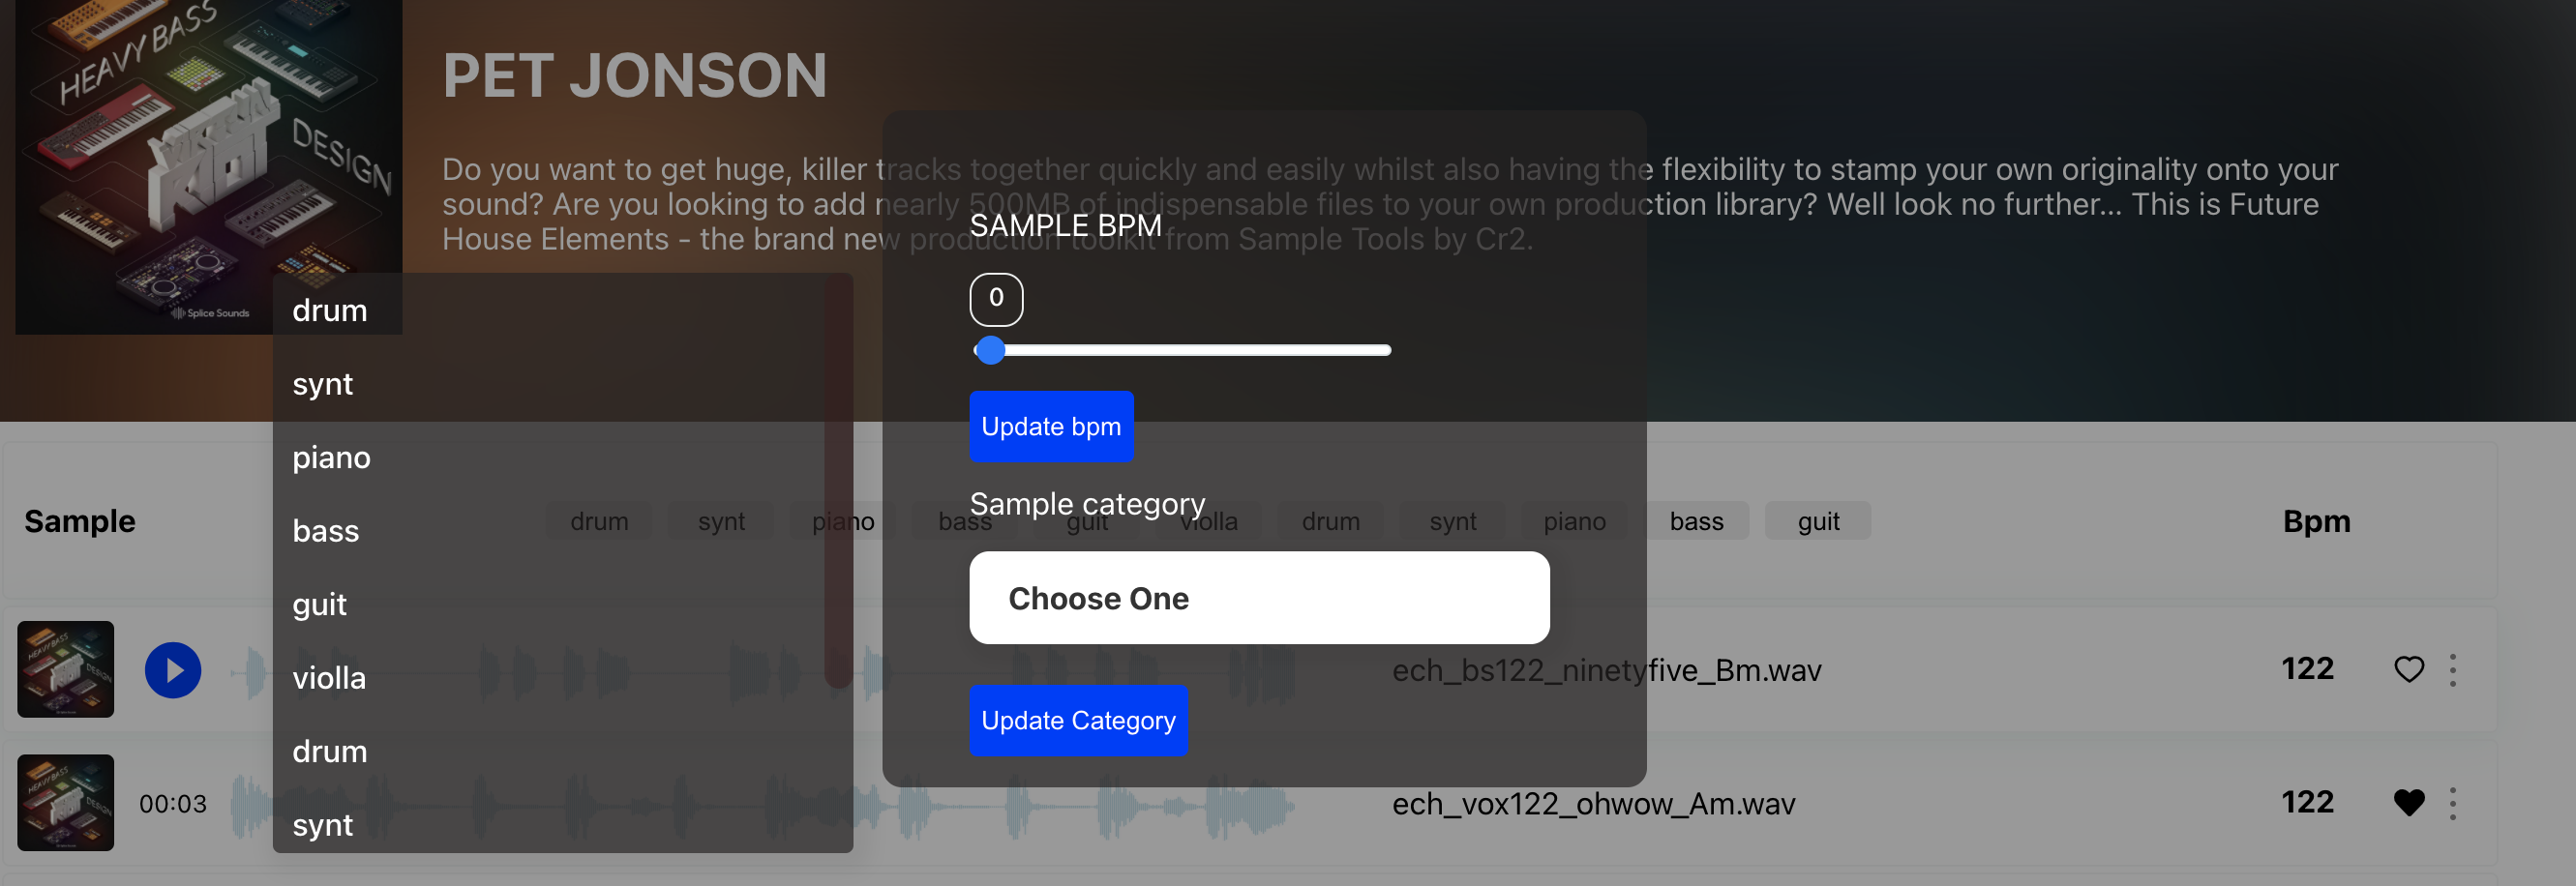 HEAVY BASS
DESIGN
Splice Sounds
PET JONSON
Do you want to get huge, killer tracks together quickly and easily whilst also having the flexibility to stamp your own originality onto your
sound? Are you looking to add nearly 500MB of indispensable files to your own production library? Well look no further... This is Future
House Elements - the brand new production toolkit from Sample Tools by Cr2.
drum
synt
piano
bass
guit
violla
drum
synt
SAMPLE BPM
0
Update bpm
Sample category
Choose One
Update Category
Sample
drum synt piano bass guit violla drum synt piano bass guit
Bpm
ech_bs122_ninetyfive_Bm.wav
122
00:03
ech_vox122_ohwow_Am.wav
122